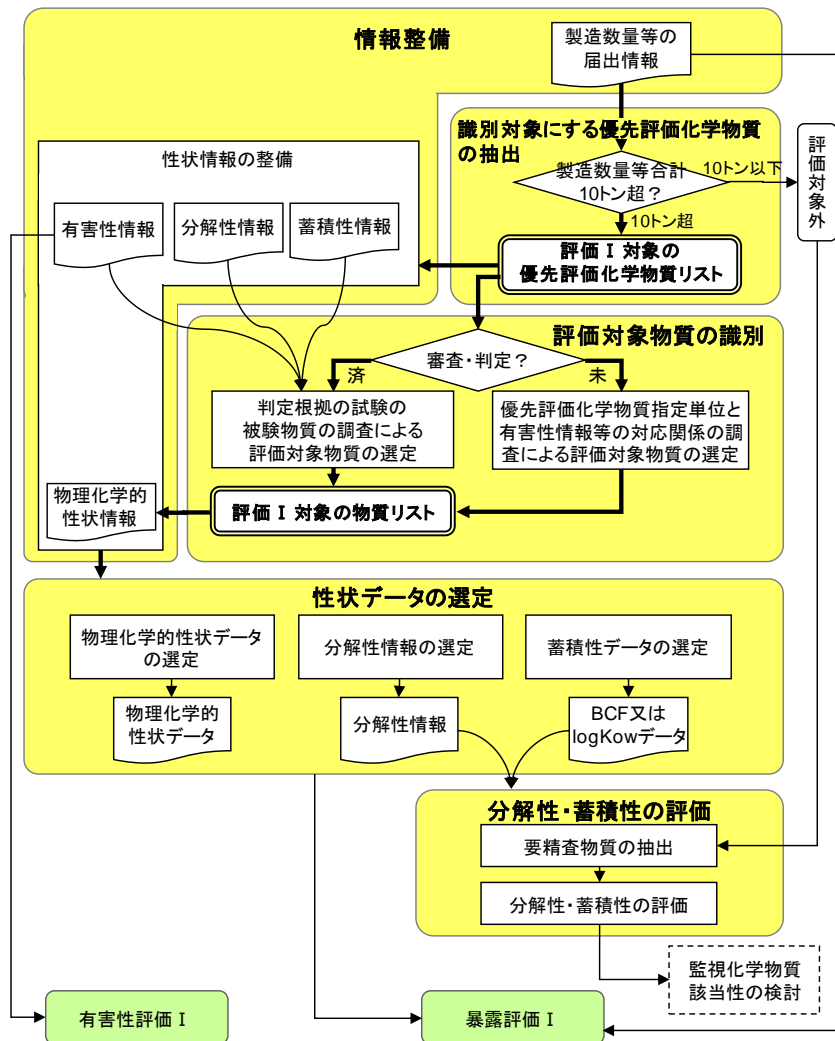 情報整備
製造数量等の
届出情報
識別対象にする優先評価化学物質
の抽出
製造数量等合計
10トン超？
10トン以下
評価対象外
10トン超
評価Ⅰ対象の
優先評価化学物質リスト
性状情報の整備
有害性情報
分解性情報
蓄積性情報
評価対象物質の識別
審査・判定？
済
未
判定根拠の試験の
被験物質の調査による
評価対象物質の選定
優先評価化学物質指定単位と
有害性情報等の対応関係の調
査による評価対象物質の選定
物理化学的
性状情報
評価Ⅰ対象の物質リスト
性状データの選定
物理化学的性状データ
の選定
分解性情報の選定
蓄積性データの選定
物理化学的
性状データ
分解性情報
BCF又は
logKowデータ
分解性・蓄積性の評価
要精査物質の抽出
分解性・蓄積性の評価
監視化学物質
該当性の検討
有害性評価Ⅰ
暴露評価Ⅰ